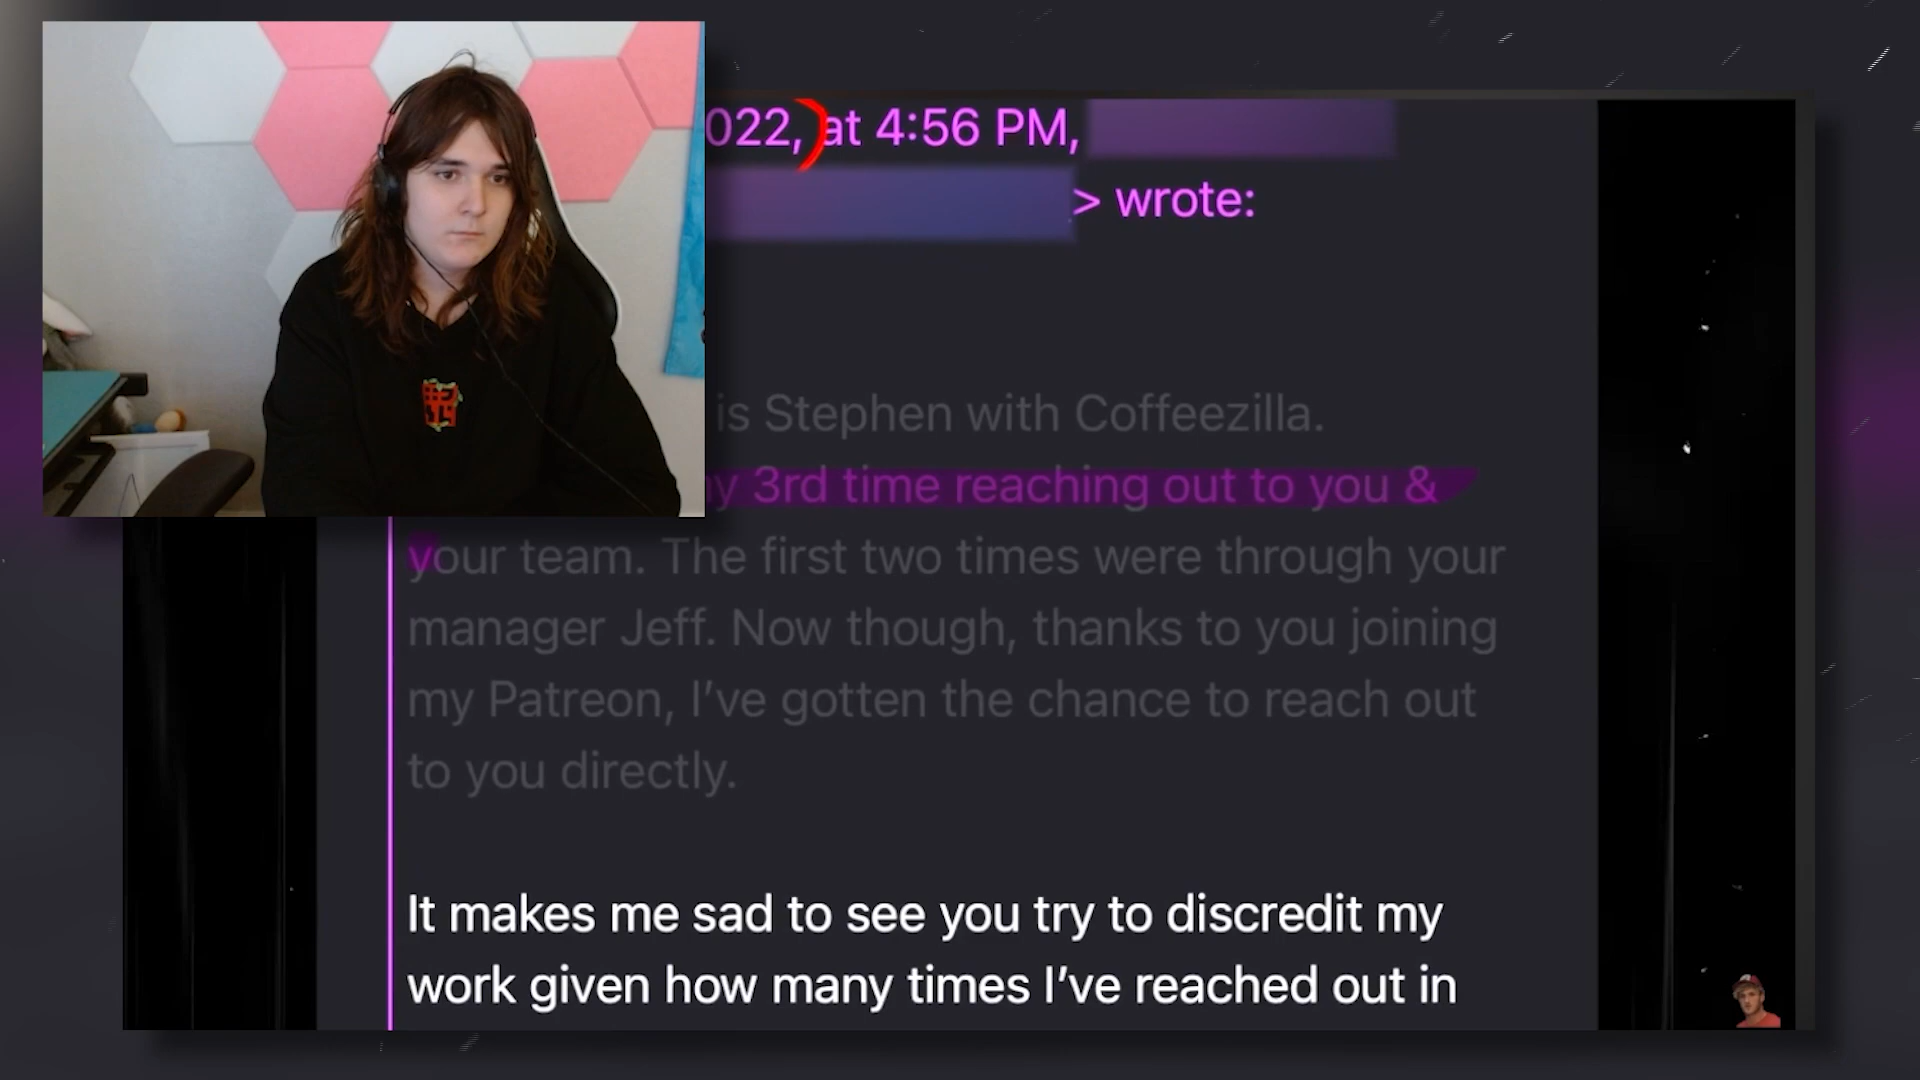 022, at 4:56 PM,
> wrote:
is Stephen with Coffeezilla.
3rd time reaching out to you &
your team. The first two times were through your
manager Jeff. Now though, thanks to you joining
my Patreon, I’ve gotten the chance to reach out
to you directly.
It makes me sad to see you try to discredit my
work given how many times I’ve reached out in